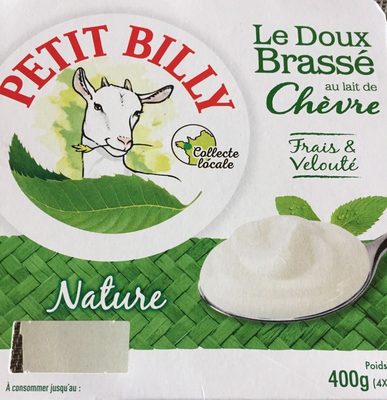 PETIT BILLY
Le Doux
Brassé
au lait de
Chèvre
Frais &
Velouté
Collecte
locale
Nature
Poids
400g (4X
À consommer jusqu'au :